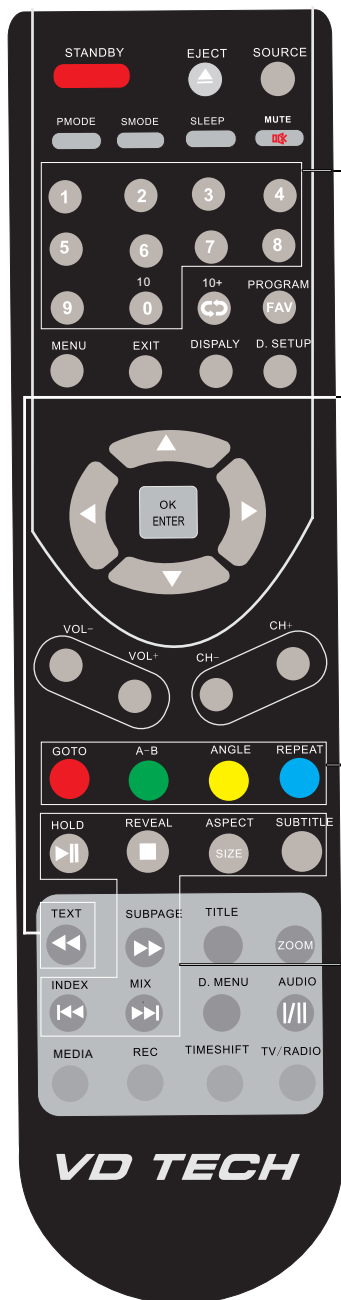 STANDBY EJECT SOURCE
PMODE SMODE SLEEP MUTE
1 2 3 4
5 6 7 8
10 10+ PROGRAM
9 0 FAV
MENU EXIT DISPALY D. SETUP
OK
ENTER
VOL- CH+
VOL+ CH-
GOTO A-B ANGLE REPEAT
HOLD REVEAL ASPECT SUBTITLE
SIZE
TEXT SUBPAGE TITLE
ZOOM
INDEX MIX D. MENU AUDIO
I/II
MEDIA REC TIMESHIFT TV/RADIO
VD TECH